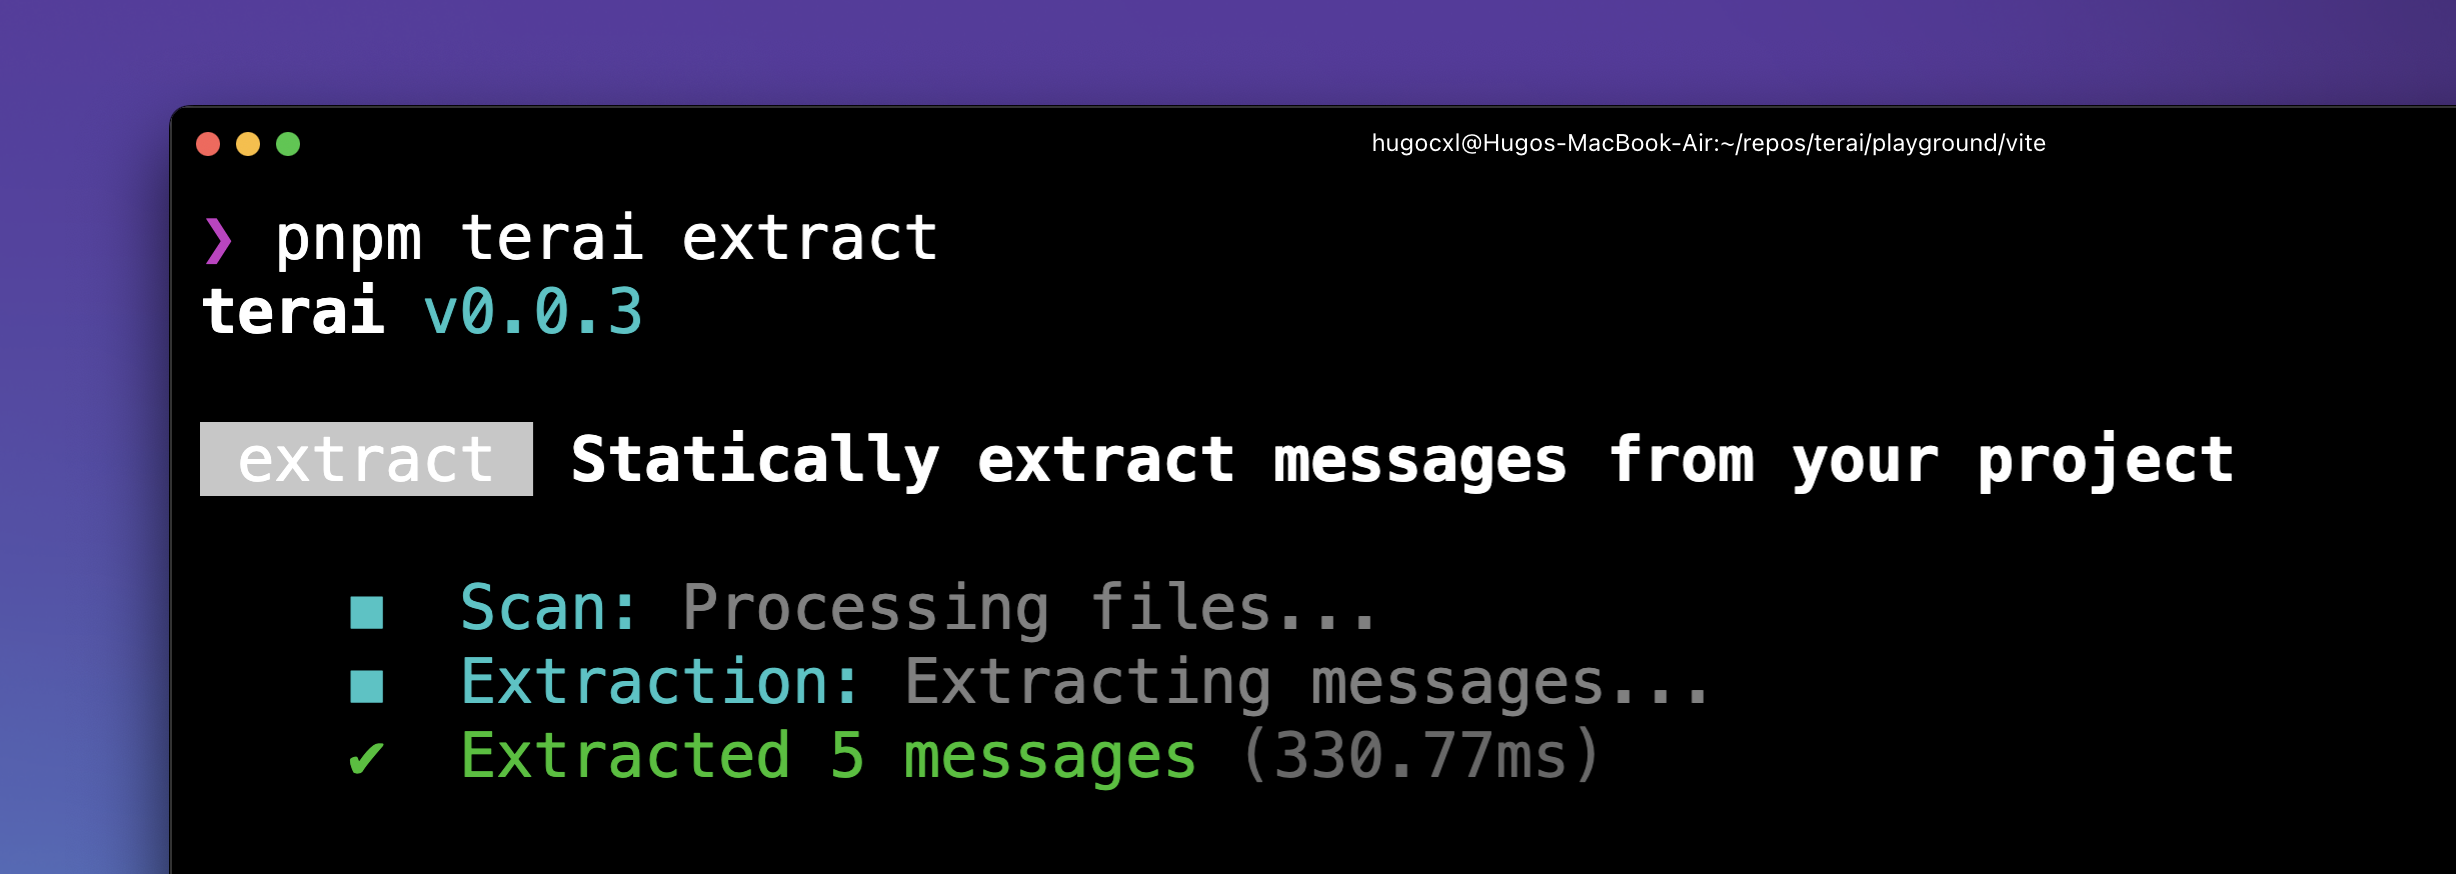 hugocxl@Hugos-MacBook-Air:~/repos/terai/playground/vite
❯ pnpm terai extract
terai v0.0.3
extract Statically extract messages from your project
■ Scan: Processing files...
■ Extraction: Extracting messages...
✔ Extracted 5 messages (330.77ms)